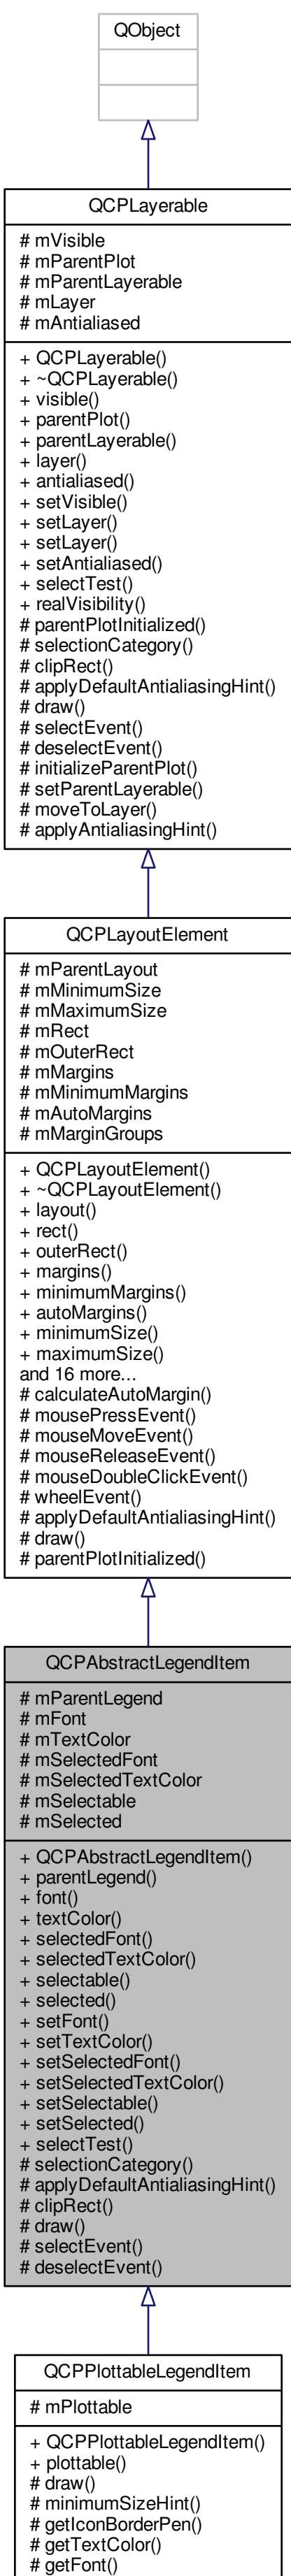 QObject
QCPLayerable
# mVisible
# mParentPlot
# mParentLayerable
# mLayer
# mAntialiased
+ QCPLayerable()
+ ~QCPLayerable()
+ visible()
+ parentPlot()
+ parentLayerable()
+ layer()
+ antialiased()
+ setVisible()
+ setLayer()
+ setLayer()
+ setAntialiased()
+ selectTest()
+ realVisibility()
# parentPlotInitialized()
# selectionCategory()
# clipRect()
# applyDefaultAntialiasingHint()
# draw()
# selectEvent()
# deselectEvent()
# initializeParentPlot()
# setParentLayerable()
# moveToLayer()
# applyAntialiasingHint()
QCPLayoutElement
# mParentLayout
# mMinimumSize
# mMaximumSize
# mRect
# mOuterRect
# mMargins
# mMinimumMargins
# mAutoMargins
# mMarginGroups
+ QCPLayoutElement()
+ ~QCPLayoutElement()
+ layout()
+ rect()
+ outerRect()
+ margins()
+ minimumMargins()
+ autoMargins()
+ minimumSize()
+ maximumSize()
and 16 more...
# calculateAutoMargin()
# mousePressEvent()
# mouseMoveEvent()
# mouseReleaseEvent()
# mouseDoubleClickEvent()
# wheelEvent()
# applyDefaultAntialiasingHint()
# draw()
# parentPlotInitialized()
QCPAbstractLegendItem
# mParentLegend
# mFont
# mTextColor
# mSelectedFont
# mSelectedTextColor
# mSelectable
# mSelected
+ QCPAbstractLegendItem()
+ parentLegend()
+ font()
+ textColor()
+ selectedFont()
+ selectedTextColor()
+ selectable()
+ selected()
+ setFont()
+ setTextColor()
+ setSelectedFont()
+ setSelectedTextColor()
+ setSelectable()
+ setSelected()
+ selectTest()
# selectionCategory()
# applyDefaultAntialiasingHint()
# clipRect()
# draw()
# selectEvent()
# deselectEvent()
QCPPlottableLegendItem
# mPlottable
+ QCPPlottableLegendItem()
+ plottable()
# draw()
# minimumSizeHint()
# getIconBorderPen()
# getTextColor()
# getFont()